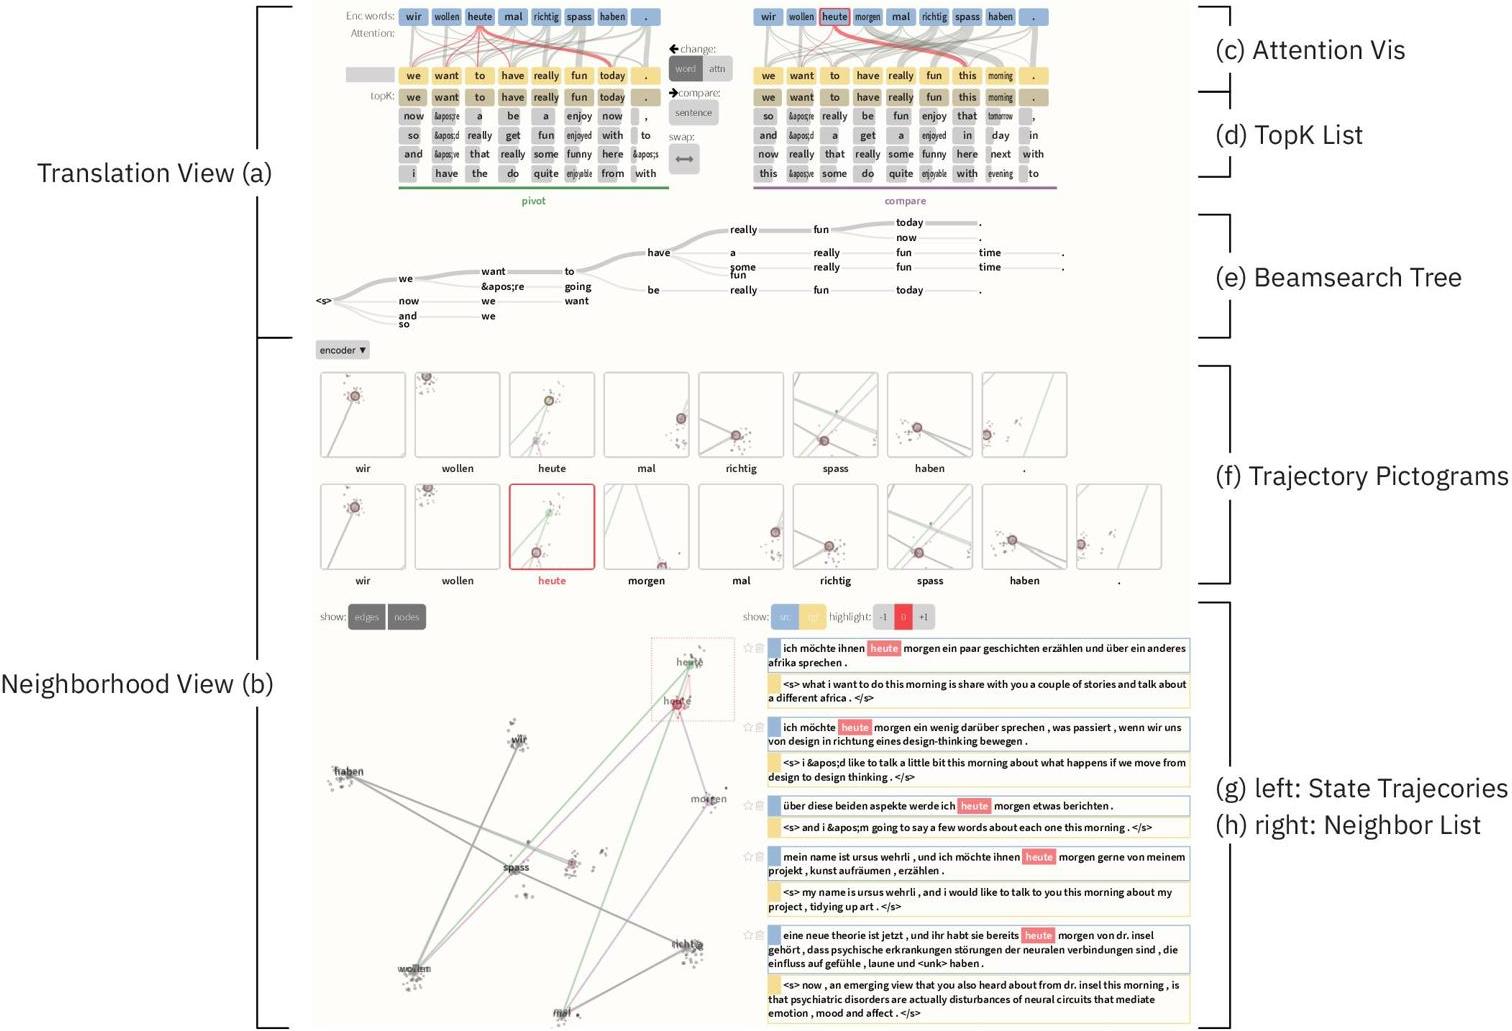 Translation View (a)
Neighborhood View (b)
(c) Attention Vis
(d) TopK List
(e) Beamsearch Tree
(f) Trajectory Pictograms
(g) left: State Trajecories
(h) right: Neighbor List
Enc words: wir wollen heute mal richtig spass haben .
Attention:
we want to have really fun today .
topK: we want to have really fun today .
now &apos;re a be a enjoy now ,
so &apos;d really get fun enjoyed with to
and &apos;ve that really some funny here &apos;s
i have the do quite enjoyable from with
pivot
change:
word attn
compare:
sentence
swap:
wir wollen heute morgen mal richtig spass haben .
we want to have really fun this morning .
we want to have really fun this morning .
so &apos;re really be fun enjoy that tomorrow ,
and &apos;d a get a enjoyed in day in
now really that really some funny here next with
this &apos;ve some do quite enjoyable with evening to
compare
<s>
we want to have really fun today .
now .
a really fun time .
some really fun time .
fun
&apos;re going
be really fun today .
now we want
and we
so
encoder ▼
wir wollen heute mal richtig spass haben .
wir wollen heute morgen mal richtig spass haben .
show: edges nodes
heute
heute
wir
haben
morgen
spass
wollen
mal
show: src tgt highlight: -1 0 +1
ich möchte ihnen heute morgen ein paar geschichten erzählen und über ein anderes
afrika sprechen .
<s> what i want to do this morning is share with you a couple of stories and talk about
a different africa . </s>
ich möchte heute morgen ein wenig darüber sprechen , was passiert , wenn wir uns
von design in richtung eines design-thinking bewegen .
<s> i &apos;d like to talk a little bit this morning about what happens if we move from
design to design thinking . </s>
über diese beiden aspekte werde ich heute morgen etwas berichten .
<s> and i &apos;m going to say a few words about each one this morning . </s>
mein name ist ursus wehrli , und ich möchte ihnen heute morgen gerne von meinem
projekt , kunst aufräumen , erzählen .
<s> my name is ursus wehrli , and i would like to talk to you this morning about my
project , tidying up art . </s>
eine neue theorie ist jetzt , und ihr habt sie bereits heute morgen von dr. insel
gehört , dass psychische erkrankungen störungen der neuralen verbindungen sind , die
einfluss auf gefühle , laune und <unk> haben .
<s> now , an emerging view that you also heard about from dr. insel this morning , is
that psychiatric disorders are actually disturbances of neural circuits that mediate
emotion , mood and affect . </s>